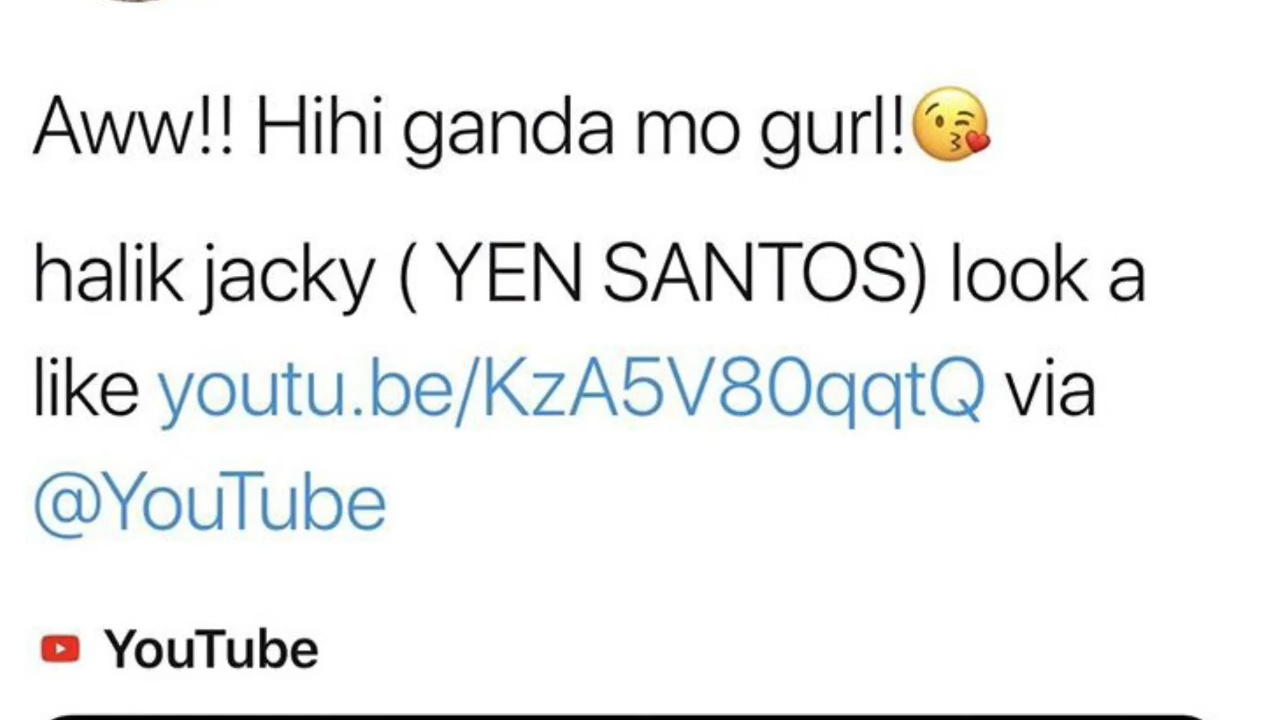 Aww!! Hihi ganda mo gurl!😘
halik jacky ( YEN SANTOS) look a
like youtu.be/KzA5V80qqtQ via
@YouTube
YouTube